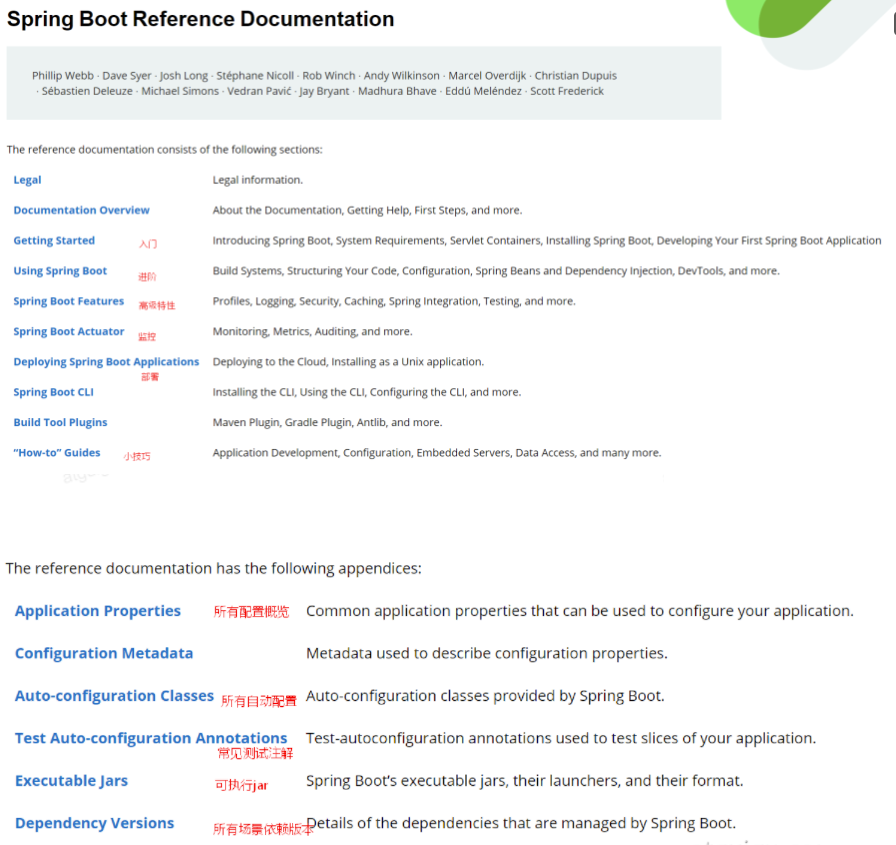 Spring Boot Reference Documentation
Phillip Webb · Dave Syer · Josh Long · Stéphane Nicoll · Rob Winch · Andy Wilkinson · Marcel Overdijk · Christian Dupuis
· Sébastien Deleuze · Michael Simons · Vedran Pavić · Jay Bryant · Madhura Bhave · Eddú Meléndez · Scott Frederick
The reference documentation consists of the following sections:
Legal Legal information.
Documentation Overview About the Documentation, Getting Help, First Steps, and more.
Getting Started 入门 Introducing Spring Boot, System Requirements, Servlet Containers, Installing Spring Boot, Developing Your First Spring Boot Application
Using Spring Boot 进阶 Build Systems, Structuring Your Code, Configuration, Spring Beans and Dependency Injection, DevTools, and more.
Spring Boot Features 高级特性 Profiles, Logging, Security, Caching, Spring Integration, Testing, and more.
Spring Boot Actuator 监控 Monitoring, Metrics, Auditing, and more.
Deploying Spring Boot Applications Deploying to the Cloud, Installing as a Unix application.
部署
Spring Boot CLI Installing the CLI, Using the CLI, Configuring the CLI, and more.
Build Tool Plugins Maven Plugin, Gradle Plugin, Antlib, and more.
“How-to” Guides 小技巧 Application Development, Configuration, Embedded Servers, Data Access, and many more.
The reference documentation has the following appendices:
Application Properties 所有配置概览 Common application properties that can be used to configure your application.
Configuration Metadata Metadata used to describe configuration properties.
Auto-configuration Classes 所有自动配置 Auto-configuration classes provided by Spring Boot.
Test Auto-configuration Annotations Test-autoconfiguration annotations used to test slices of your application.
常见测试注解
Executable Jars 可执行jar Spring Boot's executable jars, their launchers, and their format.
Dependency Versions 所有场景依赖版本 Details of the dependencies that are managed by Spring Boot.